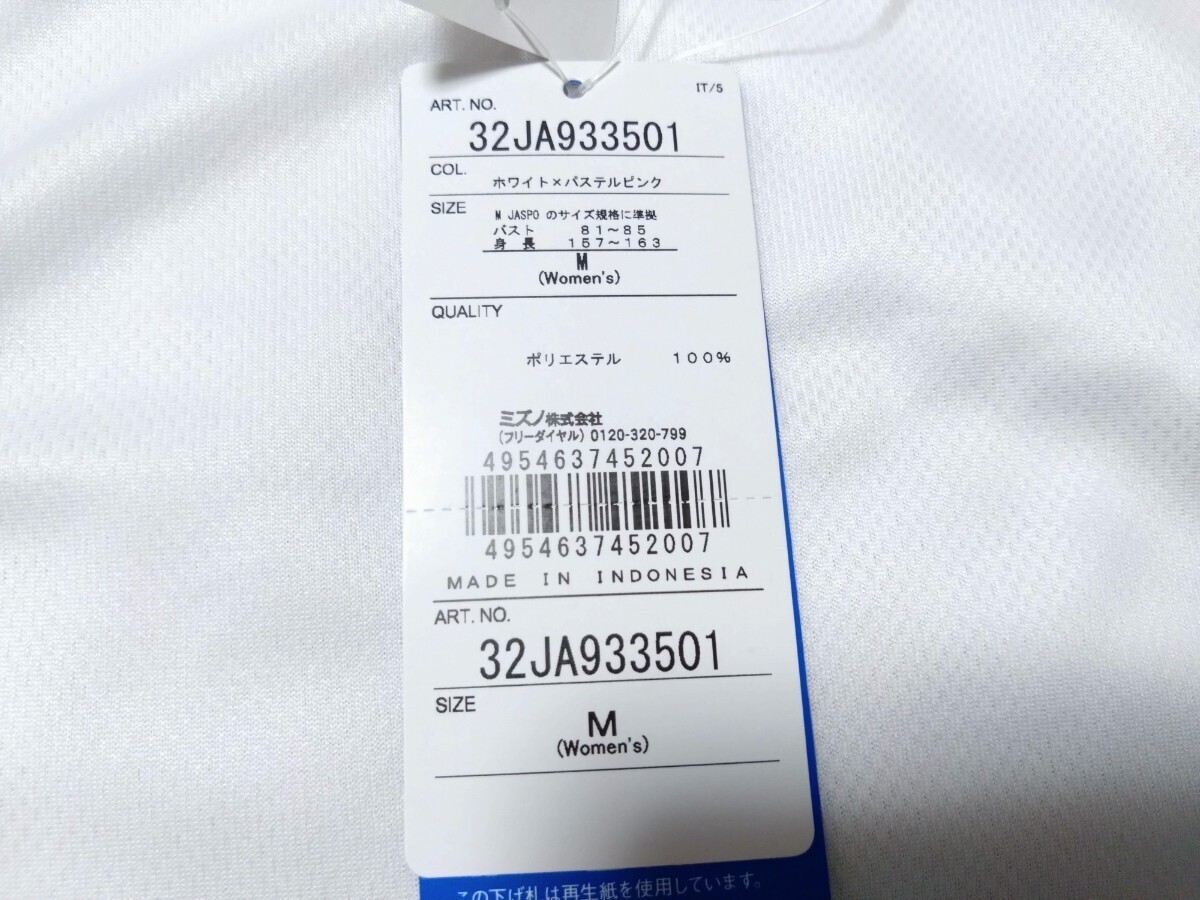 IT/5
ART. NO.
32JA933501
COL.
ホワイト×パステルピンク
SIZE
M JASPO のサイズ規格に準拠
バスト 81~85
身長 157~163
M
(Women's)
QUALITY
ポリエステル 100%
ミズノ株式会社
(フリーダイヤル) 0120-320-799
4954637452007
4954637452007
MADE IN INDONESIA
ART. NO.
32JA933501
SIZE
M
(Women's)
この下げ札は再生紙を使用しています。